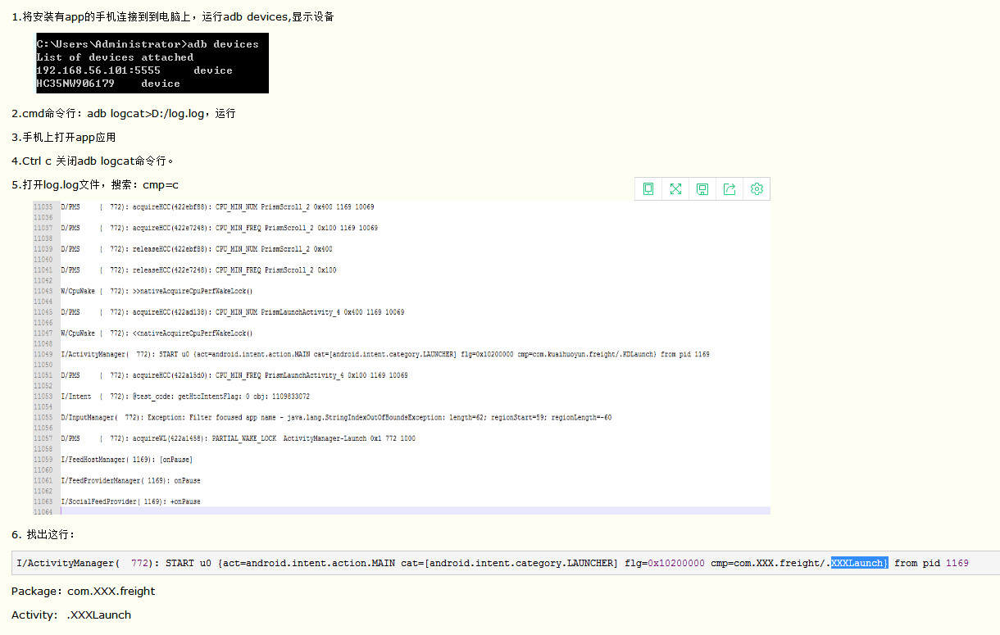 1.将安装有app的手机连接到到电脑上，运行adb devices,显示设备
C:\Users\Administrator>adb devices
List of devices attached
192.168.56.101:5555     device
HC35NW906179    device
2.cmd命令行：adb logcat>D:/log.log，运行
3.手机上打开app应用
4.Ctrl c 关闭adb logcat命令行。
5.打开log.log文件，搜索：cmp=c
11035 D/PMS     (  772): acquireHCC(422ebf88): CPU_MIN_NUM PrismScroll_2 0x400 1169 10069
11036
11037 D/PMS     (  772): acquireHCC(422e7248): CPU_MIN_FREQ PrismScroll_2 0x100 1169 10069
11038
11039 D/PMS     (  772): releaseHCC(422ebf88): CPU_MIN_NUM PrismScroll_2 0x400
11040
11041 D/PMS     (  772): releaseHCC(422e7248): CPU_MIN_FREQ PrismScroll_2 0x100
11042
11043 W/CpuWake (  772): >>nativeAcquireCpuPerfWakeLock()
11044
11045 D/PMS     (  772): acquireHCC(422ad138): CPU_MIN_NUM PrismLaunchActivity_4 0x400 1169 10069
11046
11047 W/CpuWake (  772): <<nativeAcquireCpuPerfWakeLock()
11048
11049 I/ActivityManager(  772): START u0 {act=android.intent.action.MAIN cat=[android.intent.category.LAUNCHER] flg=0x10200000 cmp=com.kuaihuoyun.freight/.KDLaunch} from pid 1169
11050
11051 D/PMS     (  772): acquireHCC(422a15d0): CPU_MIN_FREQ PrismLaunchActivity_4 0x100 1169 10069
11052
11053 I/Intent  (  772): @test_code: getHtcIntentFlag: 0 obj: 1109833072
11054
11055 D/InputManager(  772): Exception: Filter focused app name - java.lang.StringIndexOutOfBoundsException: length=62; regionStart=59; regionLength=-60
11056
11057 D/PMS     (  772): acquireWL(422a1458): PARTIAL_WAKE_LOCK  ActivityManager-Launch 0x1 772 1000
11058
11059 I/FeedHostManager( 1169): [onPause]
11060
11061 I/FeedProviderManager( 1169): onPause
11062
11063 I/SocialFeedProvider( 1169): +onPause
11064
6. 找出这行：
I/ActivityManager(  772): START u0 {act=android.intent.action.MAIN cat=[android.intent.category.LAUNCHER] flg=0x10200000 cmp=com.XXX.freight/.XXXLaunch} from pid 1169
Package：com.XXX.freight
Activity： .XXXLaunch